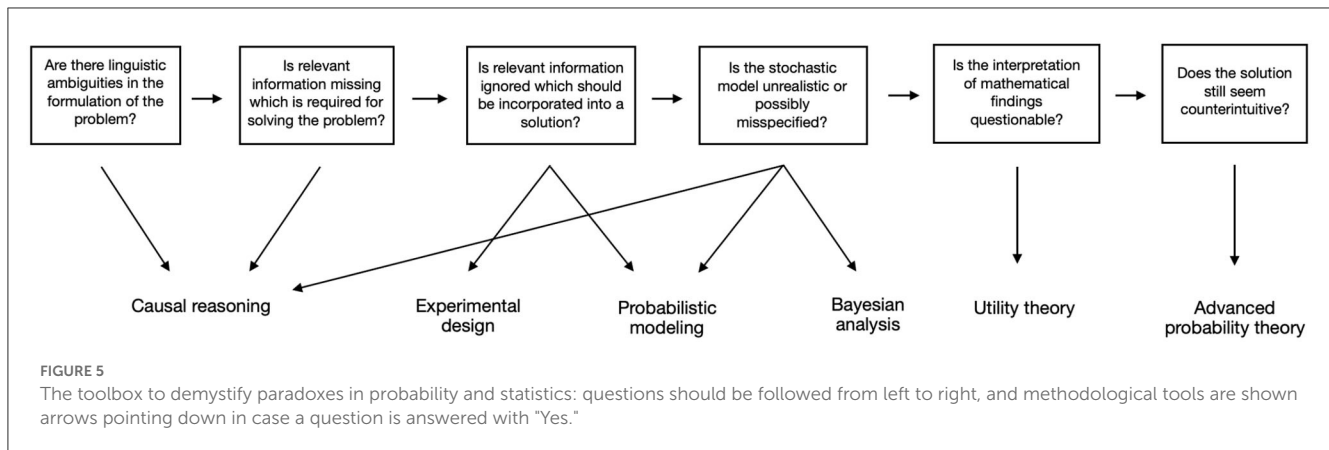 Are there linguistic
ambiguities in the
formulation of the
problem?
Is relevant
information missing
which is required for
solving the problem?
Is relevant information
ignored which should
be incorporated into a
solution?
Is the stochastic
model unrealistic or
possibly
misspecified?
Is the interpretation
of mathematical
findings
questionable?
Does the solution
still seem
counterintuitive?
Causal reasoning
Experimental
design
Probabilistic
modeling
Bayesian
analysis
Utility theory
Advanced
probability theory
FIGURE 5
The toolbox to demystify paradoxes in probability and statistics: questions should be followed from left to right, and methodological tools are shown
arrows pointing down in case a question is answered with "Yes."